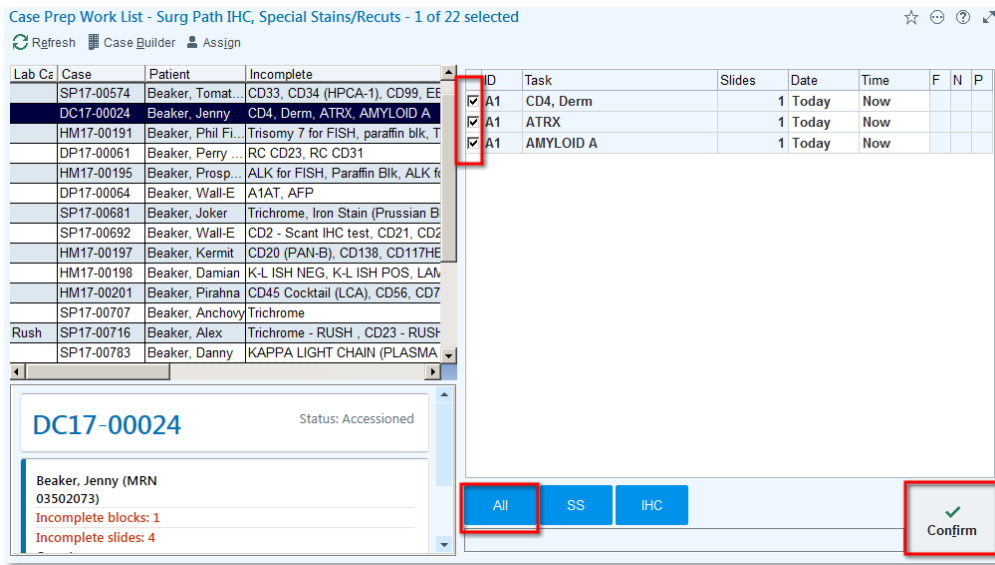 Case Prep Work List - Surg Path IHC, Special Stains/Recuts - 1 of 22 selected
Refresh Case Builder Assign
Lab Ca Case Patient Incomplete
SP17-00574 Beaker, Tomat... CD33, CD34 (HPCA-1), CD99, EE
DC17-00024 Beaker, Jenny CD4, Derm, ATRX, AMYLOID A
HM17-00191 Beaker, Phil Fi... Trisomy 7 for FISH, paraffin blk, T
DP17-00061 Beaker, Perry ... RC CD23, RC CD31
HM17-00195 Beaker, Prosp... ALK for FISH, Paraffin Blk, ALK fo
DP17-00064 Beaker, Wall-E A1AT, AFP
SP17-00681 Beaker, Joker Trichrome, Iron Stain (Prussian B
SP17-00692 Beaker, Wall-E CD2 - Scant IHC test, CD21, CD2
HM17-00197 Beaker, Kermit CD20 (PAN-B), CD138, CD117HE
HM17-00198 Beaker, Damian K-L ISH NEG, K-L ISH POS, LAM
HM17-00201 Beaker, Pirahna CD45 Cocktail (LCA), CD56, CD7
SP17-00707 Beaker, Anchovy Trichrome
Rush SP17-00716 Beaker, Alex Trichrome - RUSH , CD23 - RUSH
SP17-00783 Beaker, Danny KAPPA LIGHT CHAIN (PLASMA
ID Task Slides Date Time F N P
A1 CD4, Derm 1 Today Now
A1 ATRX 1 Today Now
A1 AMYLOID A 1 Today Now
DC17-00024 Status: Accessioned
Beaker, Jenny (MRN
03502073)
Incomplete blocks: 1
Incomplete slides: 4
All SS IHC
Confirm